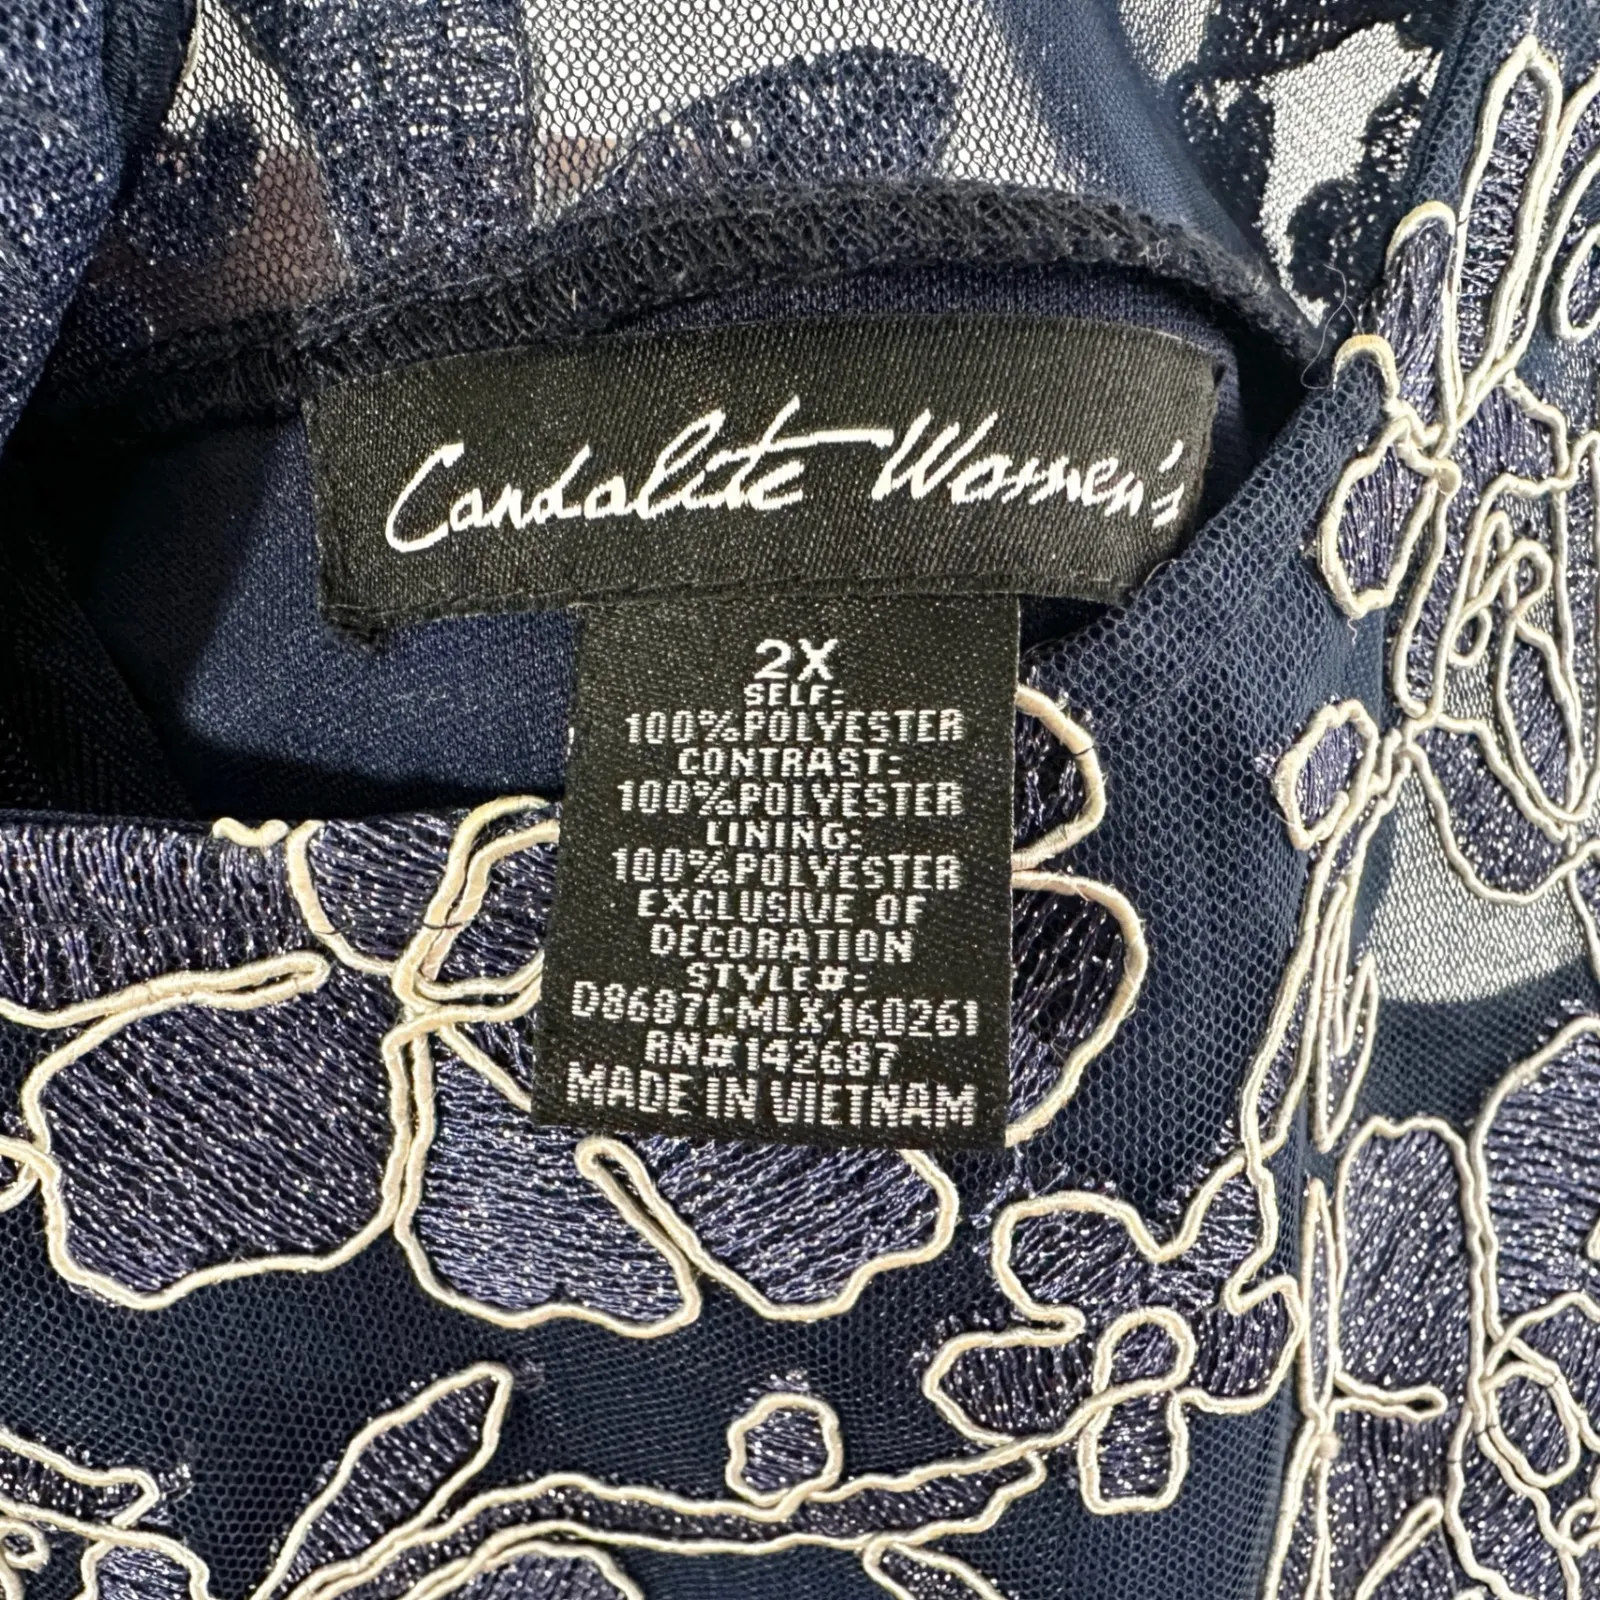 Candalite Women's
2X
SELF:
100%POLYESTER
CONTRAST:
100%POLYESTER
LINING:
100%POLYESTER
EXCLUSIVE OF
DECORATION
STYLE#:
D86871-MLX-160261
RN#142687
MADE IN VIETNAM